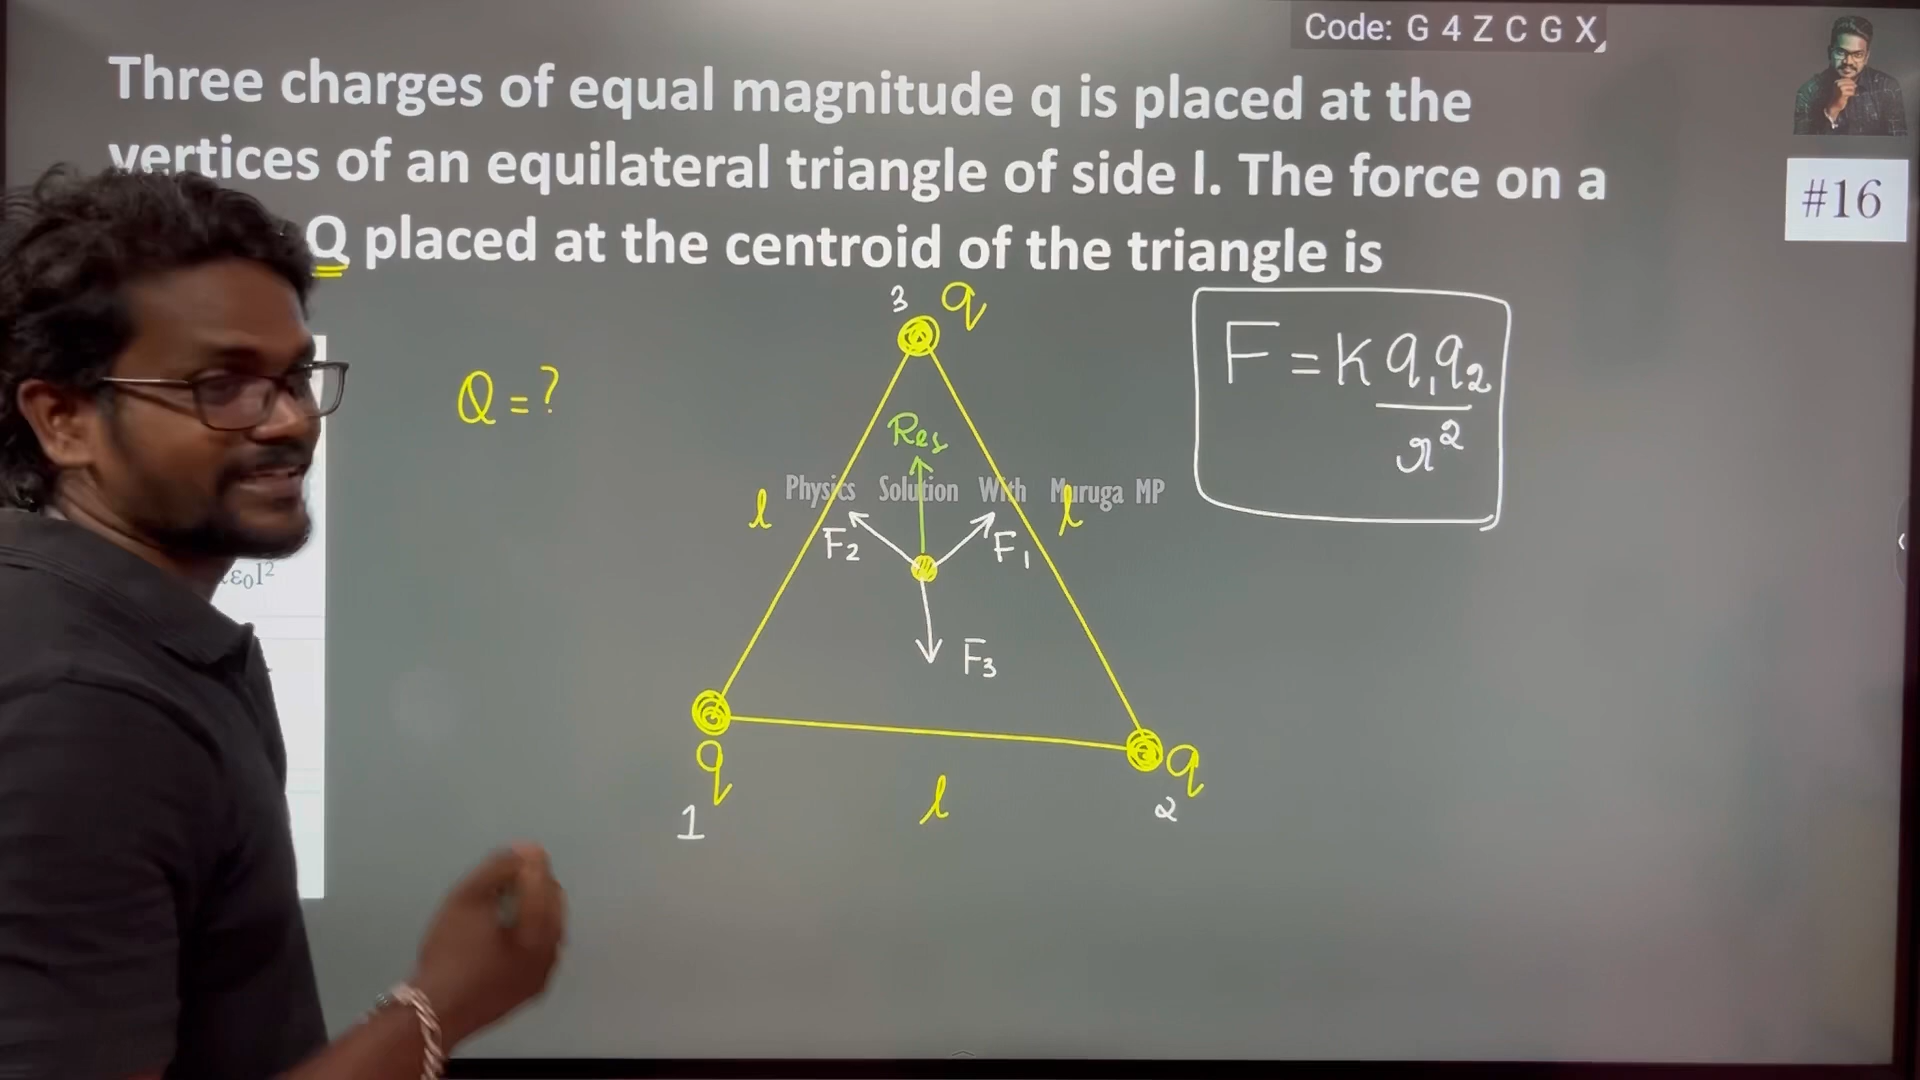 Code: G 4 Z C G X
Three charges of equal magnitude q is placed at the
vertices of an equilateral triangle of side l. The force on a
Q placed at the centroid of the triangle is
#16
3 q
F = K q1q2
r2
Q = ?
Res
Physics Solution With Muruga MP
l
l
F2
F1
ε0l2
F3
q
q
l
1
2